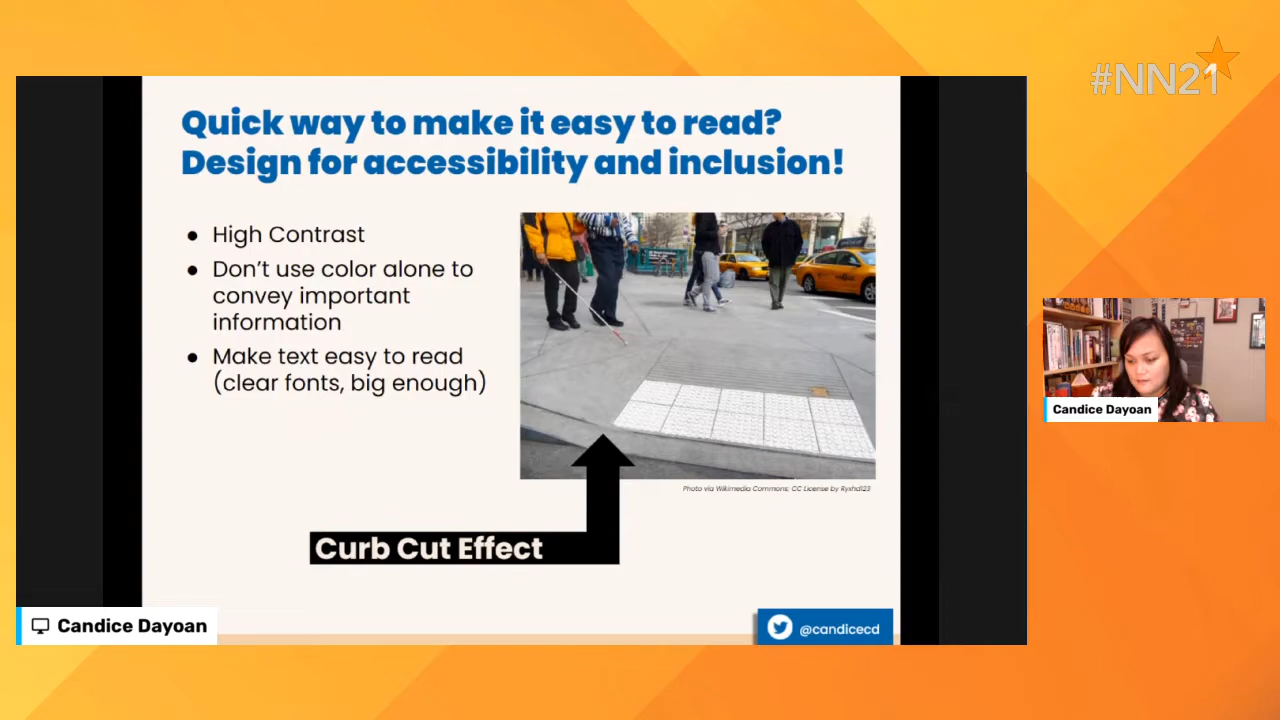 #NN21
Quick way to make it easy to read?
Design for accessibility and inclusion!
● High Contrast
● Don't use color alone to
convey important
information
● Make text easy to read
(clear fonts, big enough)
Photo via Wikimedia Commons, CC License by Ryxhd123
Curb Cut Effect
Candice Dayoan
@candicecd
Candice Dayoan